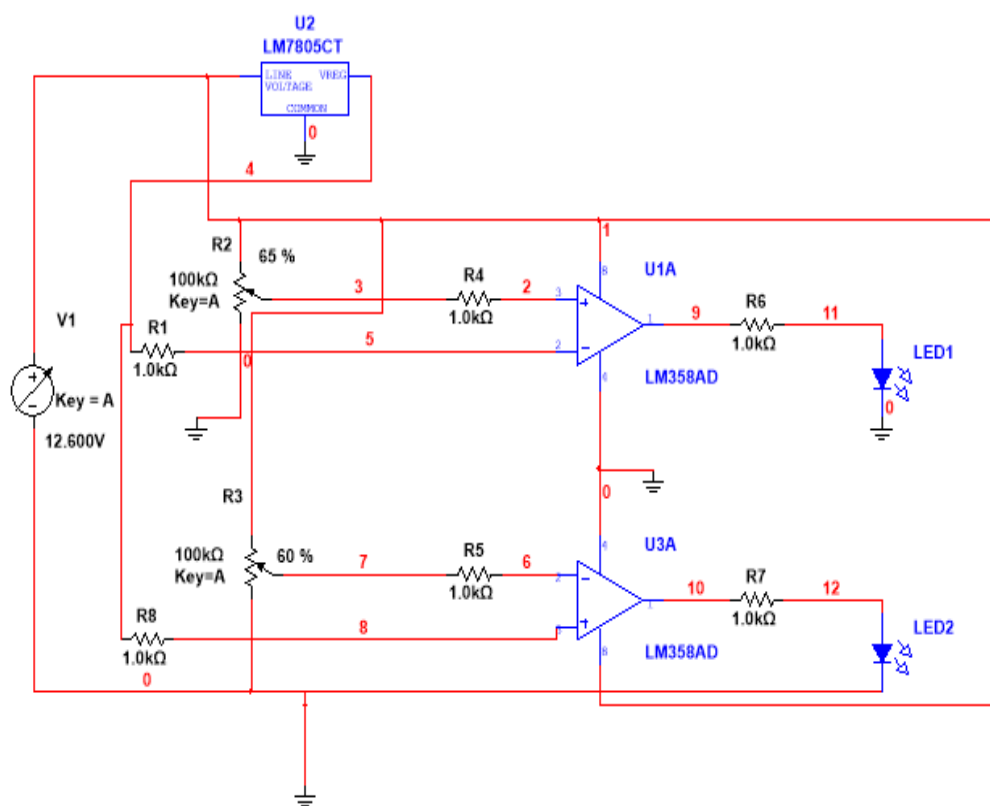 U2
LM7805CT
LINE VREG
VOLTAGE
COMMON
0
4
1
R2
65 %
100kΩ
Key=A
3
R4
1.0kΩ
2
3
8
U1A
+
1
9
R6
1.0kΩ
11
V1
R1
1.0kΩ
5
0
2
−
4
LM358AD
LED1
0
+
−
Key = A
12.600V
R3
0
100kΩ
Key=A
60 %
7
R5
1.0kΩ
6
2
4
U3A
−
1
10
R7
1.0kΩ
12
R8
1.0kΩ
8
+
8
LM358AD
LED2
0